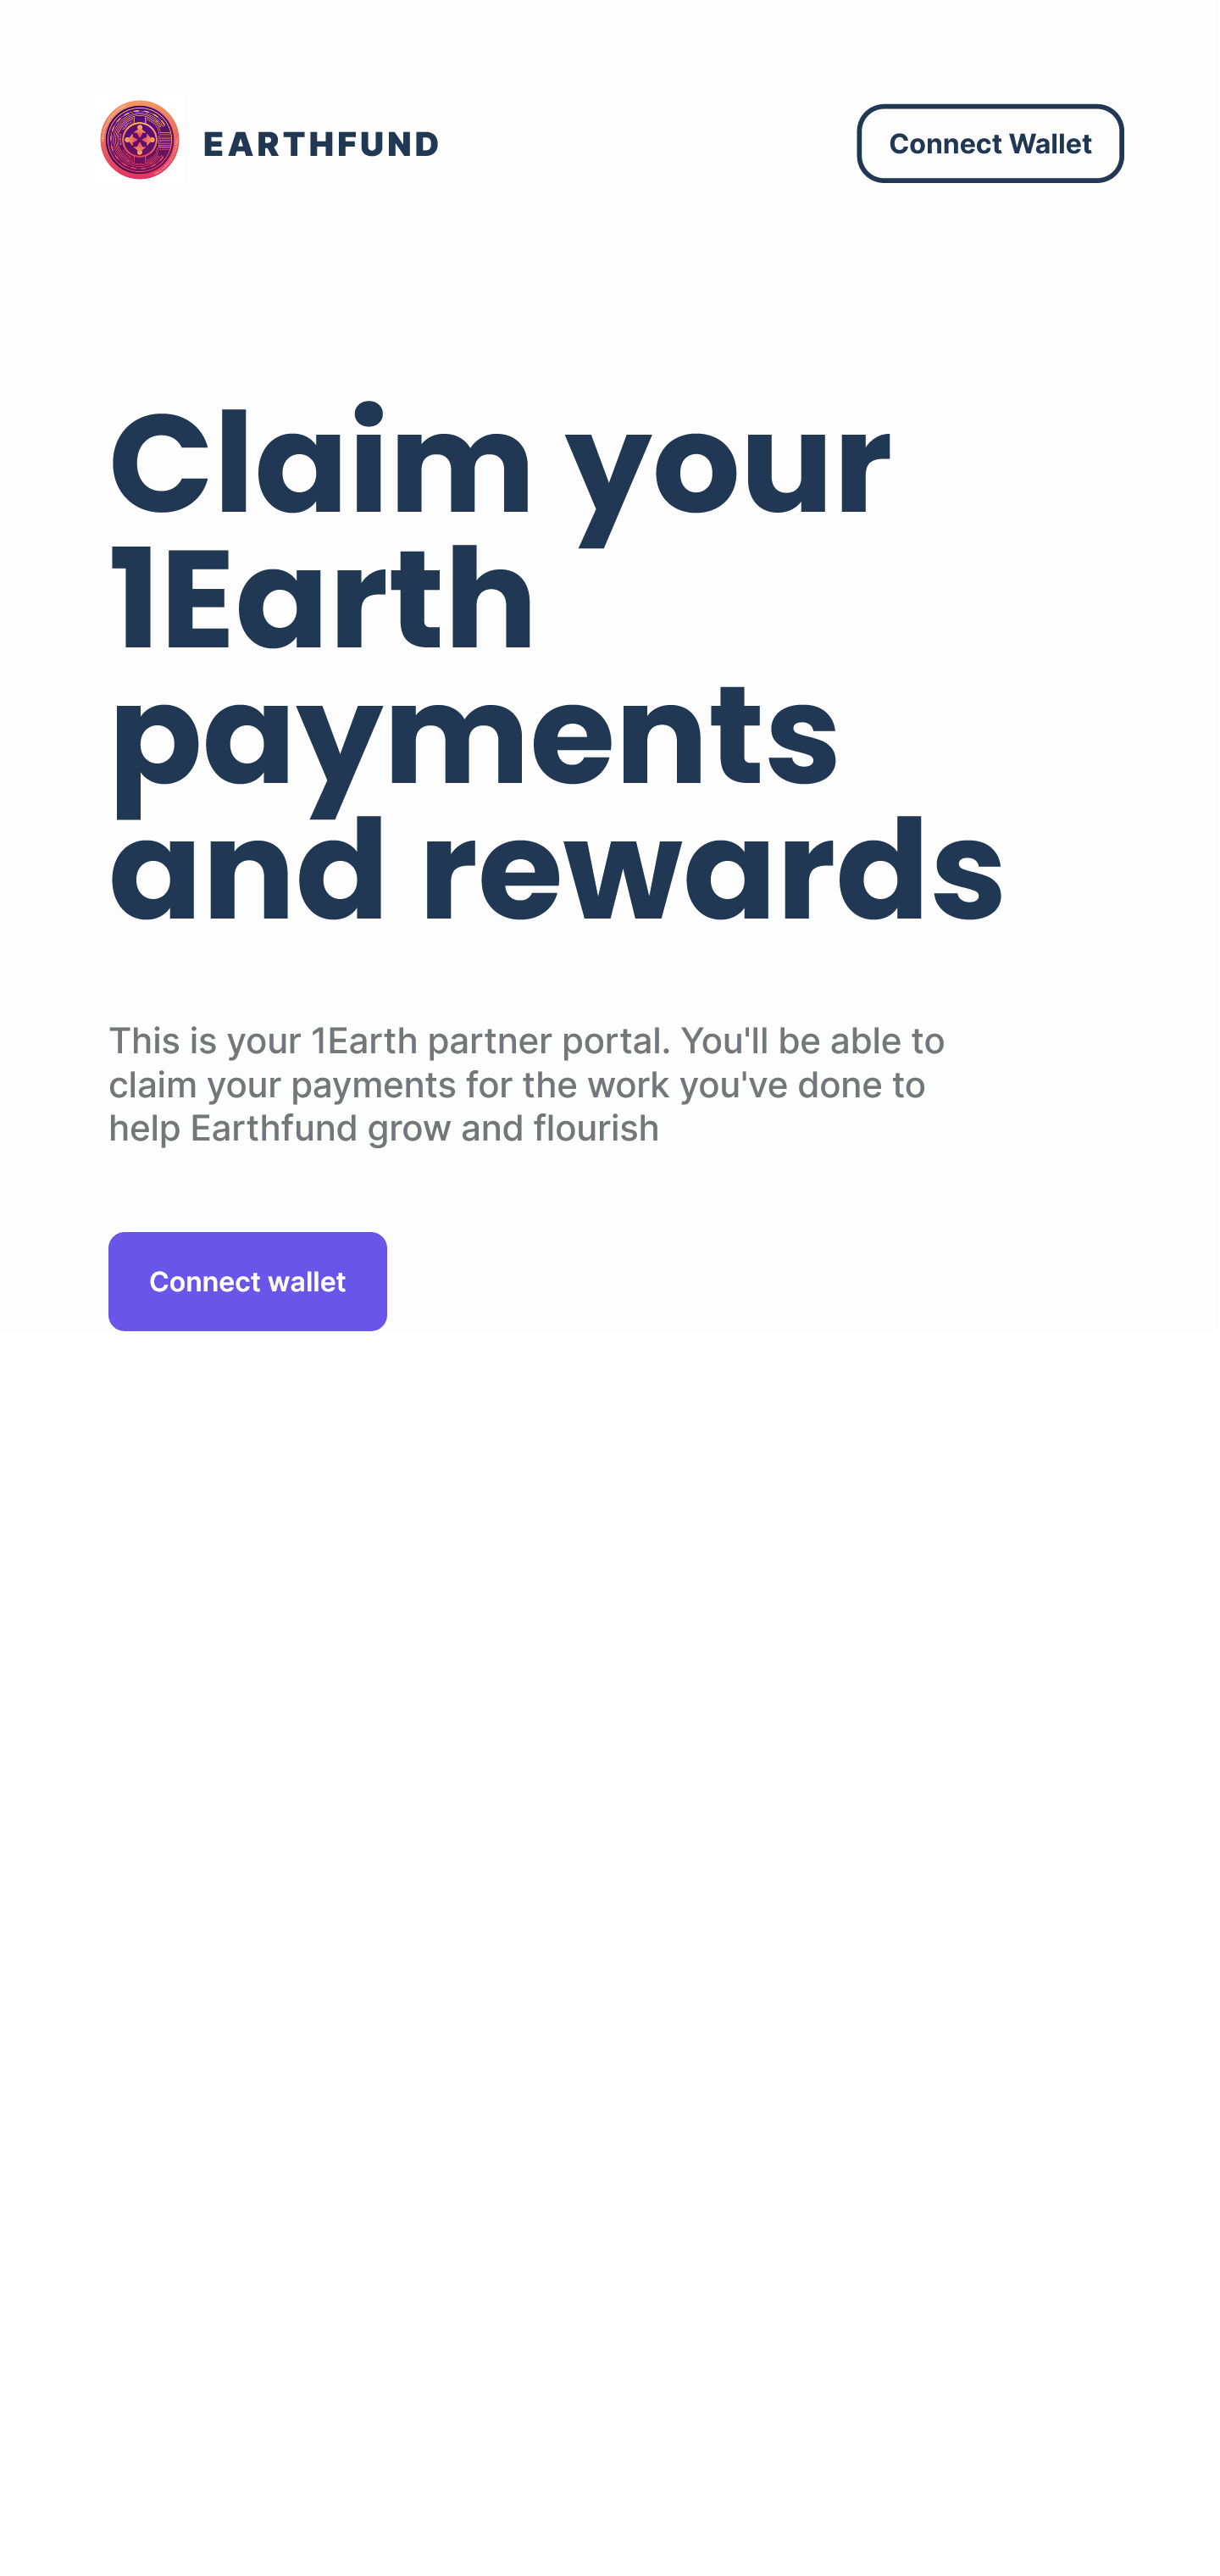 EARTHFUND
Connect Wallet
Claim your
1Earth
payments
and rewards
This is your 1Earth partner portal. You'll be able to
claim your payments for the work you've done to
help Earthfund grow and flourish
Connect wallet